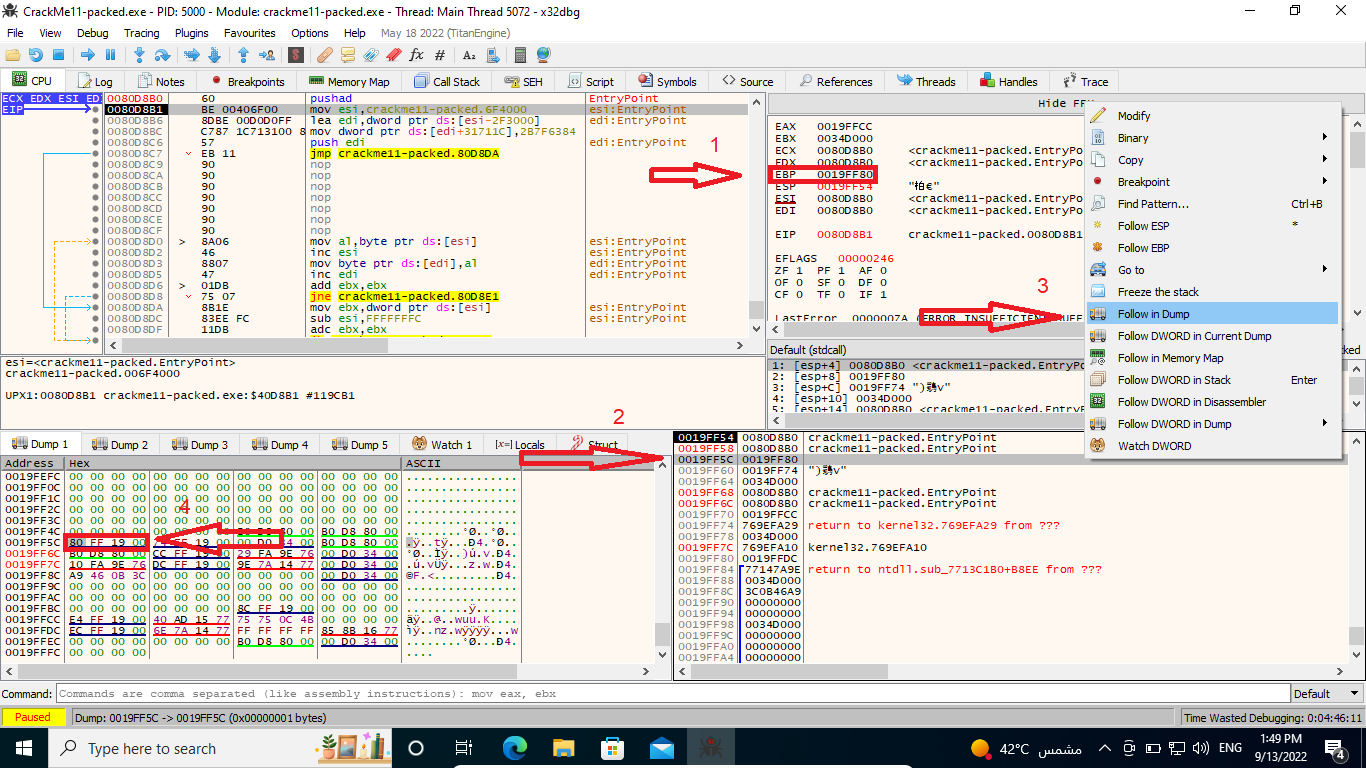 CrackMe11-packed.exe - PID: 5000 - Module: crackme11-packed.exe - Thread: Main Thread 5072 - x32dbg
File View Debug Tracing Plugins Favourites Options Help May 18 2022 (TitanEngine)
CPU Log Notes Breakpoints Memory Map Call Stack SEH Script Symbols Source References Threads Handles Trace
ECX EDX ESI EDI
EIP
0080D8B0 60 pushad EntryPoint
0080D8B1 BE 00406F00 mov esi,crackme11-packed.6F4000 esi:EntryPoint
0080D8B6 8DBE 00D0D0FF lea edi,dword ptr ds:[esi-2F3000] edi:EntryPoint
0080D8BC C787 1C713100 8 mov dword ptr ds:[edi+31711C],2B7F6384
0080D8C6 57 push edi edi:EntryPoint
0080D8C7 EB 11 jmp crackme11-packed.80D8DA
0080D8C9 90 nop
0080D8CA 90 nop
0080D8CB 90 nop
0080D8CC 90 nop
0080D8CD 90 nop
0080D8CE 90 nop
0080D8CF 90 nop
0080D8D0 > 8A06 mov al,byte ptr ds:[esi] esi:EntryPoint
0080D8D2 46 inc esi esi:EntryPoint
0080D8D3 8807 mov byte ptr ds:[edi],al edi:EntryPoint
0080D8D5 47 inc edi edi:EntryPoint
0080D8D6 > 01DB add ebx,ebx
0080D8D8 75 07 jne crackme11-packed.80D8E1
0080D8DA 8B1E mov ebx,dword ptr ds:[esi] esi:EntryPoint
0080D8DC 83EE FC sub esi,FFFFFFFC esi:EntryPoint
0080D8DF 11DB adc ebx,ebx
1
Hide FPU
EAX 0019FFCC
EBX 0034D000
ECX 0080D8B0 <crackme11-packed.EntryPo
EDX 0080D8B0 <crackme11-packed.EntryPo
EBP 0019FF80
ESP 0019FF54
ESI 0080D8B0 <crackme11-packed.EntryPo
EDI 0080D8B0 <crackme11-packed.EntryPo
EIP 0080D8B1 crackme11-packed.0080D8B1
EFLAGS 00000246
ZF 1 PF 1 AF 0
OF 0 SF 0 DF 0
CF 0 TF 0 IF 1
LastError 0000007A (ERROR_INSUFFICIENT_BUFFE
3
Modify
Binary
Copy
Breakpoint
Find Pattern... Ctrl+B
Follow ESP *
Follow EBP
Go to
Freeze the stack
Follow in Dump
Follow DWORD in Current Dump
Follow in Memory Map
Follow DWORD in Stack Enter
Follow DWORD in Disassembler
Follow DWORD in Dump
Watch DWORD
Default (stdcall)
cked
1: [esp+4] 0080D8B0 <crackme11-packed.EntryPo
2: [esp+8] 0019FF80
3: [esp+C] 0019FF74
4: [esp+10] 0034D000
5: [esp+14] 0080D8B0 <crackme11-packed.EntryPo
esi=<crackme11-packed.EntryPoint>
crackme11-packed.006F4000
UPX1:0080D8B1 crackme11-packed.exe:$40D8B1 #119CB1
2
Dump 1 Dump 2 Dump 3 Dump 4 Dump 5 Watch 1 [x=] Locals Struct
Address Hex ASCII
0019FEFC 00 00 00 00 00 00 00 00 00 00 00 00 00 00 00 00 ................
0019FF0C 00 00 00 00 00 00 00 00 00 00 00 00 00 00 00 00 ................
0019FF1C 00 00 00 00 00 00 00 00 00 00 00 00 00 00 00 00 ................
0019FF2C 00 00 00 00 00 00 00 00 00 00 00 00 00 00 00 00 ................
0019FF3C 00 00 00 00 00 00 00 00 00 00 00 00 00 00 00 00 ................
4
0019FF4C 00 00 00 00 00 00 00 00 B0 D8 80 00 B0 D8 80 00 ........°Ø..°Ø..
0019FF5C 80 FF 19 00 74 FF 19 00 00 D0 34 00 B0 D8 80 00 .ÿ..tÿ...Ð4.°Ø..
0019FF6C B0 D8 80 00 CC FF 19 00 29 FA 9E 76 00 D0 34 00 °Ø..Ìÿ..)ú.v.Ð4.
0019FF7C 10 FA 9E 76 DC FF 19 00 9E 7A 14 77 00 D0 34 00 .ú.vÜÿ...z.w.Ð4.
0019FF8C A9 46 0B 3C 00 00 00 00 00 00 00 00 00 D0 34 00 ©F.<.........Ð4.
0019FF9C 00 00 00 00 00 00 00 00 00 00 00 00 00 00 00 00 ................
0019FFAC 00 00 00 00 00 00 00 00 00 00 00 00 00 00 00 00 ................
0019FFBC 00 00 00 00 00 00 00 00 8C FF 19 00 00 00 00 00 .........ÿ......
0019FFCC E4 FF 19 00 40 AD 15 77 75 75 0C 4B 00 00 00 00 äÿ..@..wuu.K....
0019FFDC EC FF 19 00 6E 7A 14 77 FF FF FF FF 85 8B 16 77 ìÿ..nz.wÿÿÿÿ...w
0019FFEC 00 00 00 00 00 00 00 00 B0 D8 80 00 00 D0 34 00 ........°Ø...Ð4.
0019FFFC 00 00 00 00 ....
0019FF54 0080D8B0 crackme11-packed.EntryPoint
0019FF58 0080D8B0 crackme11-packed.EntryPoint
0019FF5C 0019FF80
0019FF60 0019FF74
0019FF64 0034D000
0019FF68 0080D8B0 crackme11-packed.EntryPoint
0019FF6C 0080D8B0 crackme11-packed.EntryPoint
0019FF70 0019FFCC
0019FF74 769EFA29 return to kernel32.769EFA29 from ???
0019FF78 0034D000
0019FF7C 769EFA10 kernel32.769EFA10
0019FF80 0019FFDC
0019FF84 77147A9E return to ntdll.sub_7713C1B0+B8EE from ???
0019FF88 0034D000
0019FF8C 3C0B46A9
0019FF90 00000000
0019FF94 00000000
0019FF98 0034D000
0019FF9C 00000000
0019FFA0 00000000
0019FFA4 00000000
Command: Commands are comma separated (like assembly instructions): mov eax, ebx Default
Paused Dump: 0019FF5C -> 0019FF5C (0x00000001 bytes) Time Wasted Debugging: 0:04:46:11
Type here to search
42°C مشمس
ENG
1:49 PM
9/13/2022
4